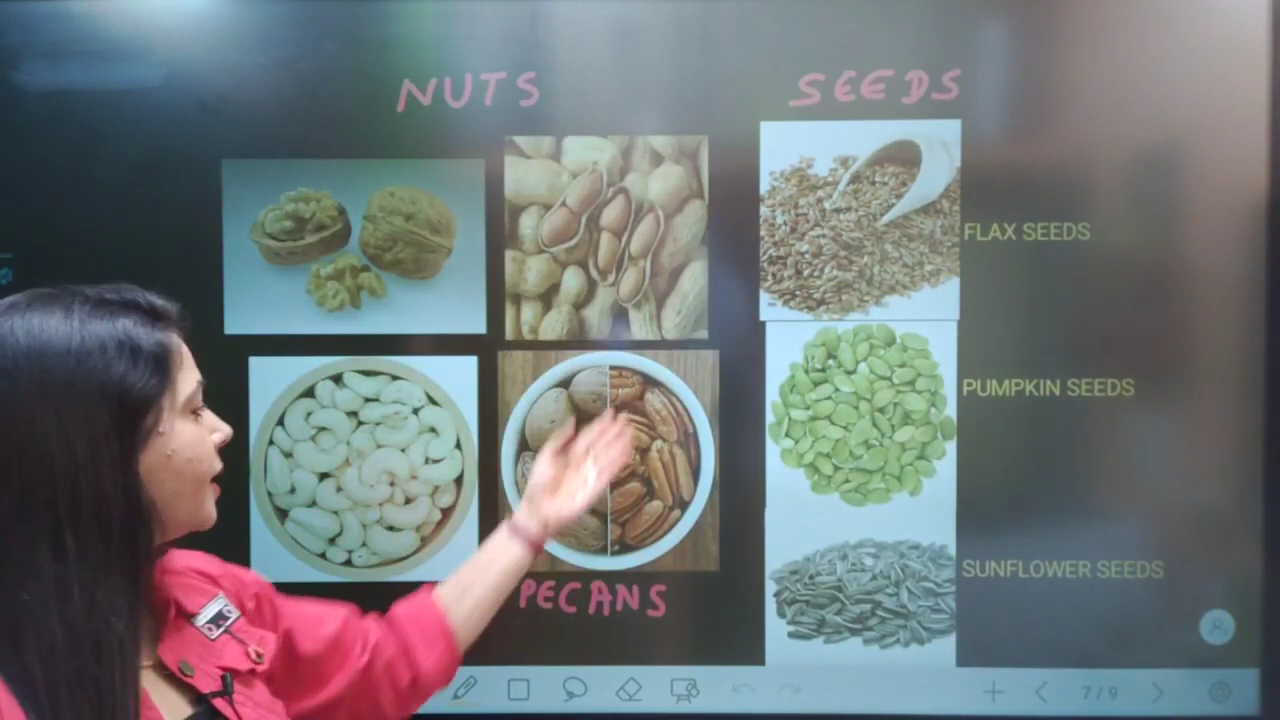 NUTS
SEEDS
FLAX SEEDS
PUMPKIN SEEDS
SUNFLOWER SEEDS
PECANS
7/9